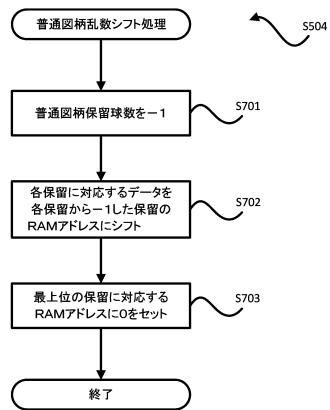 普通図柄乱数シフト処理
S504
普通図柄保留球数を－1
S701
各保留に対応するデータを
各保留から－1した保留の
RAMアドレスにシフト
S702
最上位の保留に対応する
RAMアドレスに0をセット
S703
終了